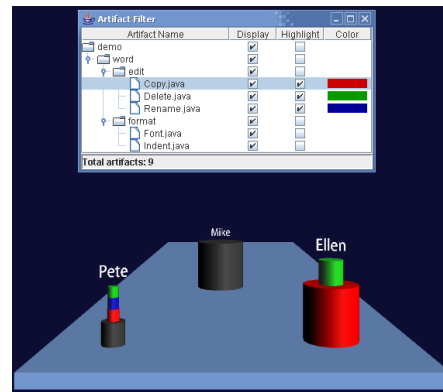 Artifact Filter
Artifact Name Display Highlight Color
demo
word
edit
Copy.java
Delete.java
Rename.java
format
Font.java
Indent.java
Total artifacts: 9
Mike
Ellen
Pete